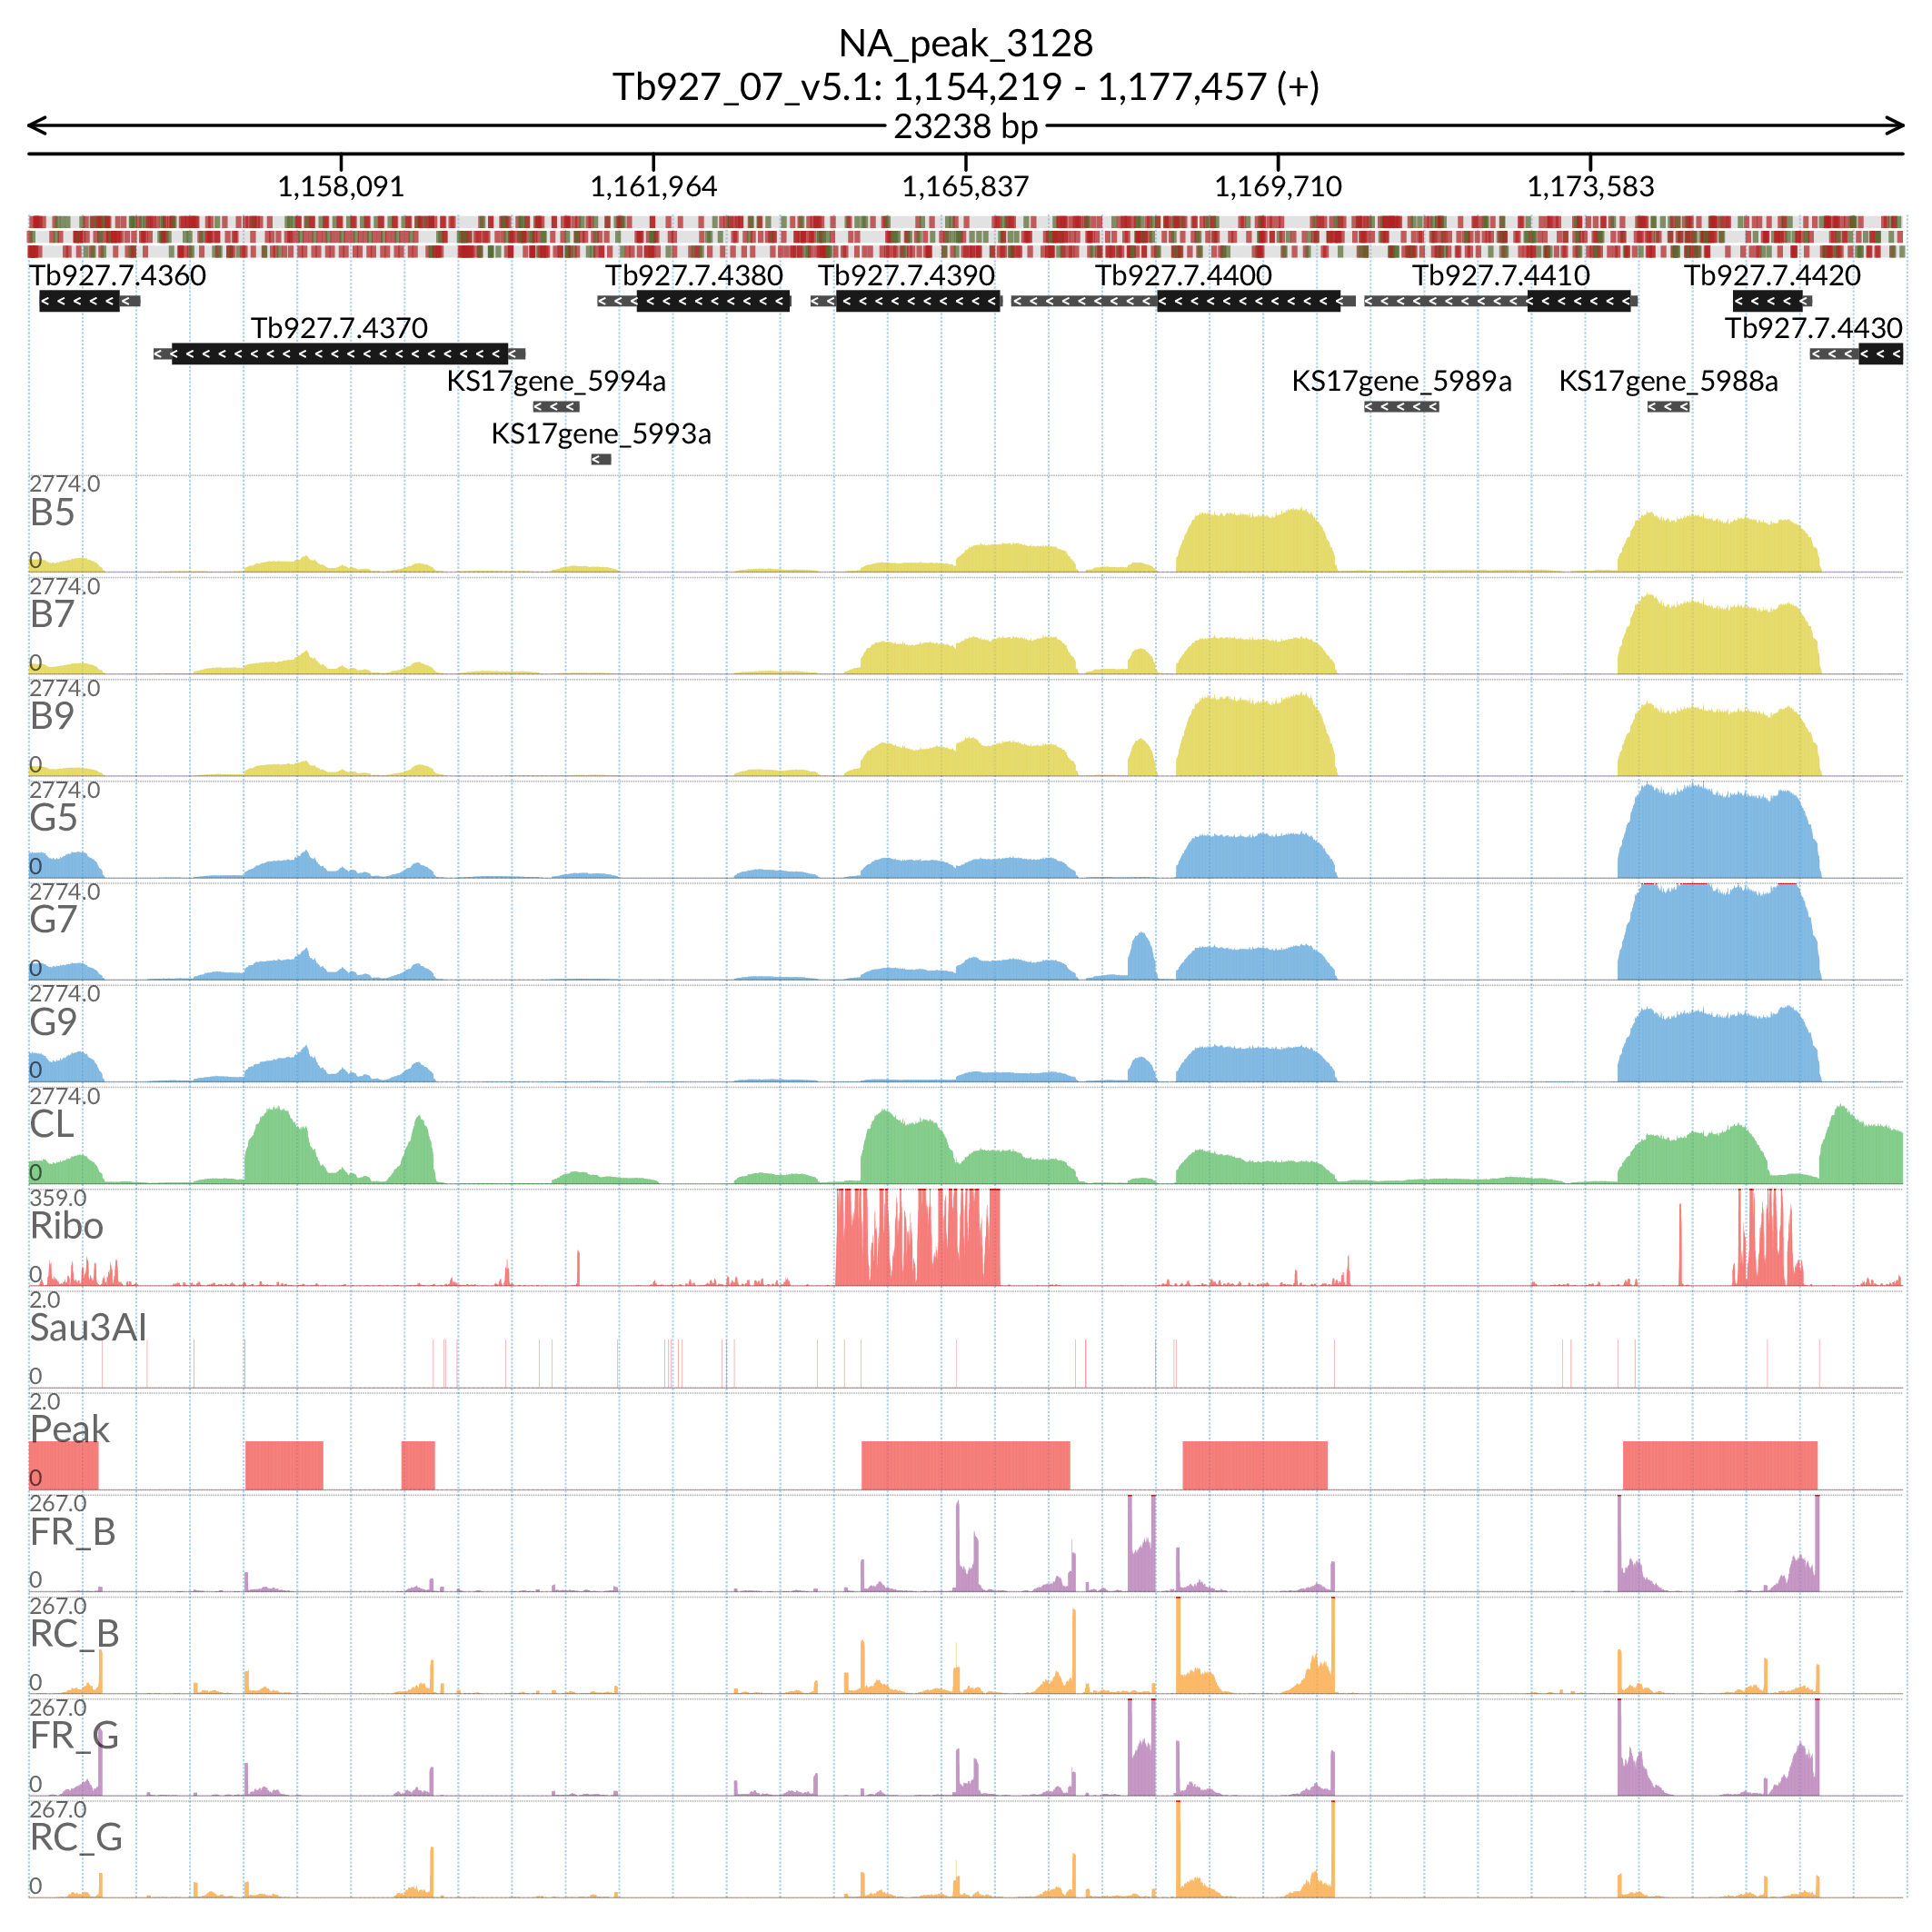 NA_peak_3128
Tb927_07_v5.1: 1,154,219 - 1,177,457 (+)
23238 bp
1,158,091 1,161,964 1,165,837 1,169,710 1,173,583
Tb927.7.4360 Tb927.7.4380 Tb927.7.4390 Tb927.7.4400 Tb927.7.4410 Tb927.7.4420
Tb927.7.4370 Tb927.7.4430
KS17gene_5994a KS17gene_5989a KS17gene_5988a
KS17gene_5993a
2774.0
B5
0
2774.0
B7
0
2774.0
B9
0
2774.0
G5
0
2774.0
G7
0
2774.0
G9
0
2774.0
CL
0
359.0
Ribo
0
2.0
Sau3AI
0
2.0
Peak
0
267.0
FR_B
0
267.0
RC_B
0
267.0
FR_G
0
267.0
RC_G
0